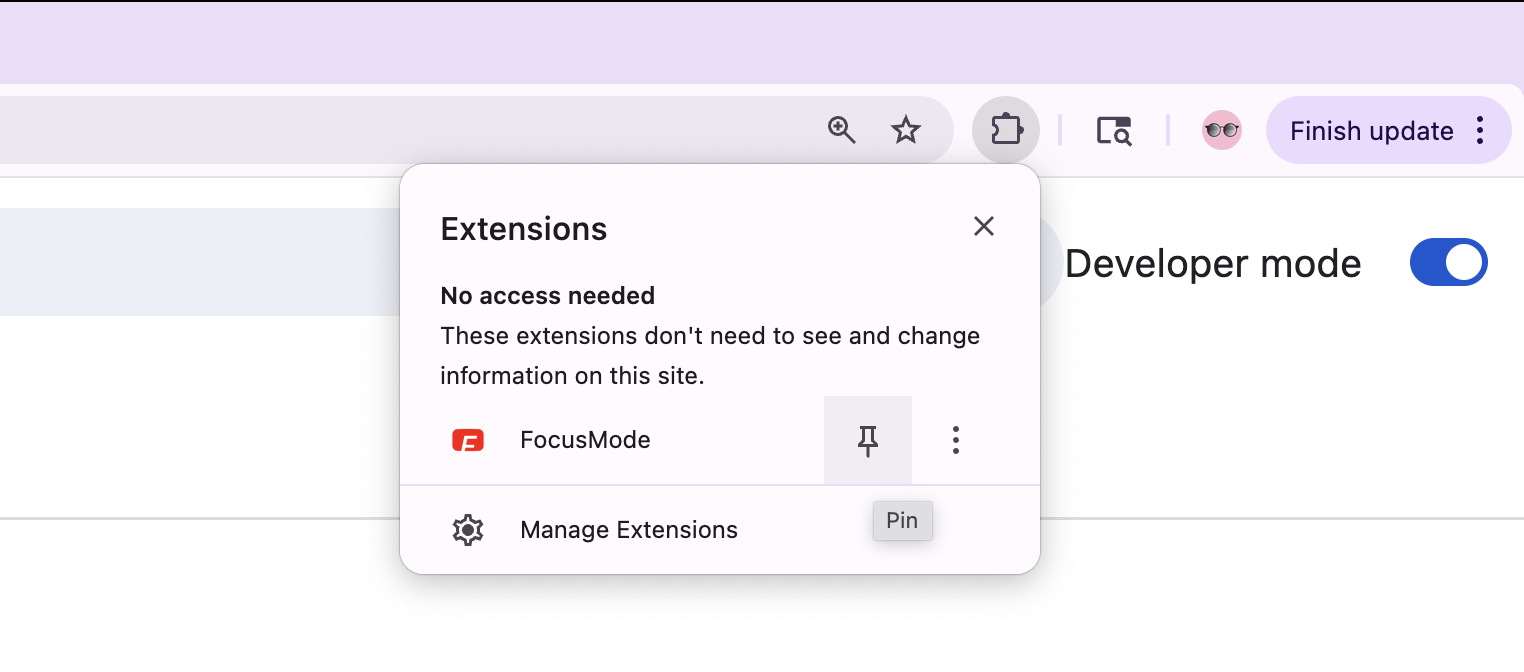 Finish update
Extensions
Developer mode
No access needed
These extensions don't need to see and change
information on this site.
FocusMode
Pin
Manage Extensions